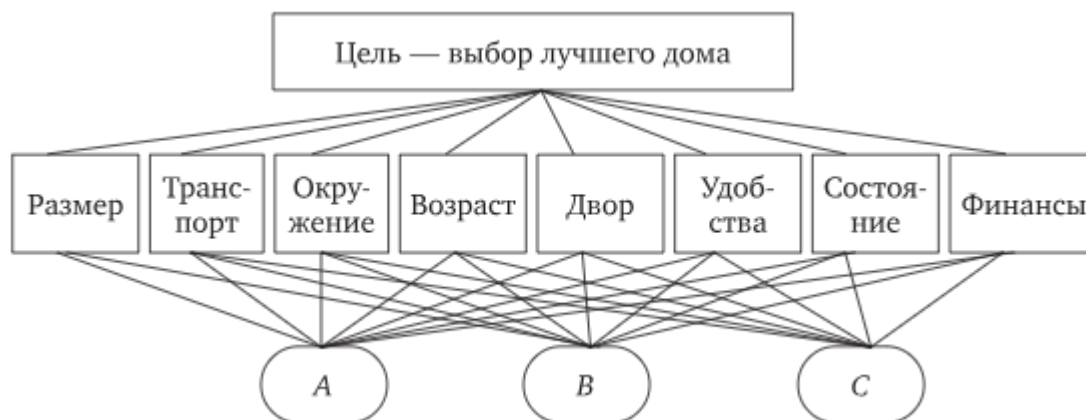 Цель — выбор лучшего дома
Размер
Транс-
порт
Окру-
жение
Возраст
Двор
Удоб-
ства
Состоя-
ние
Финансы
A
B
C